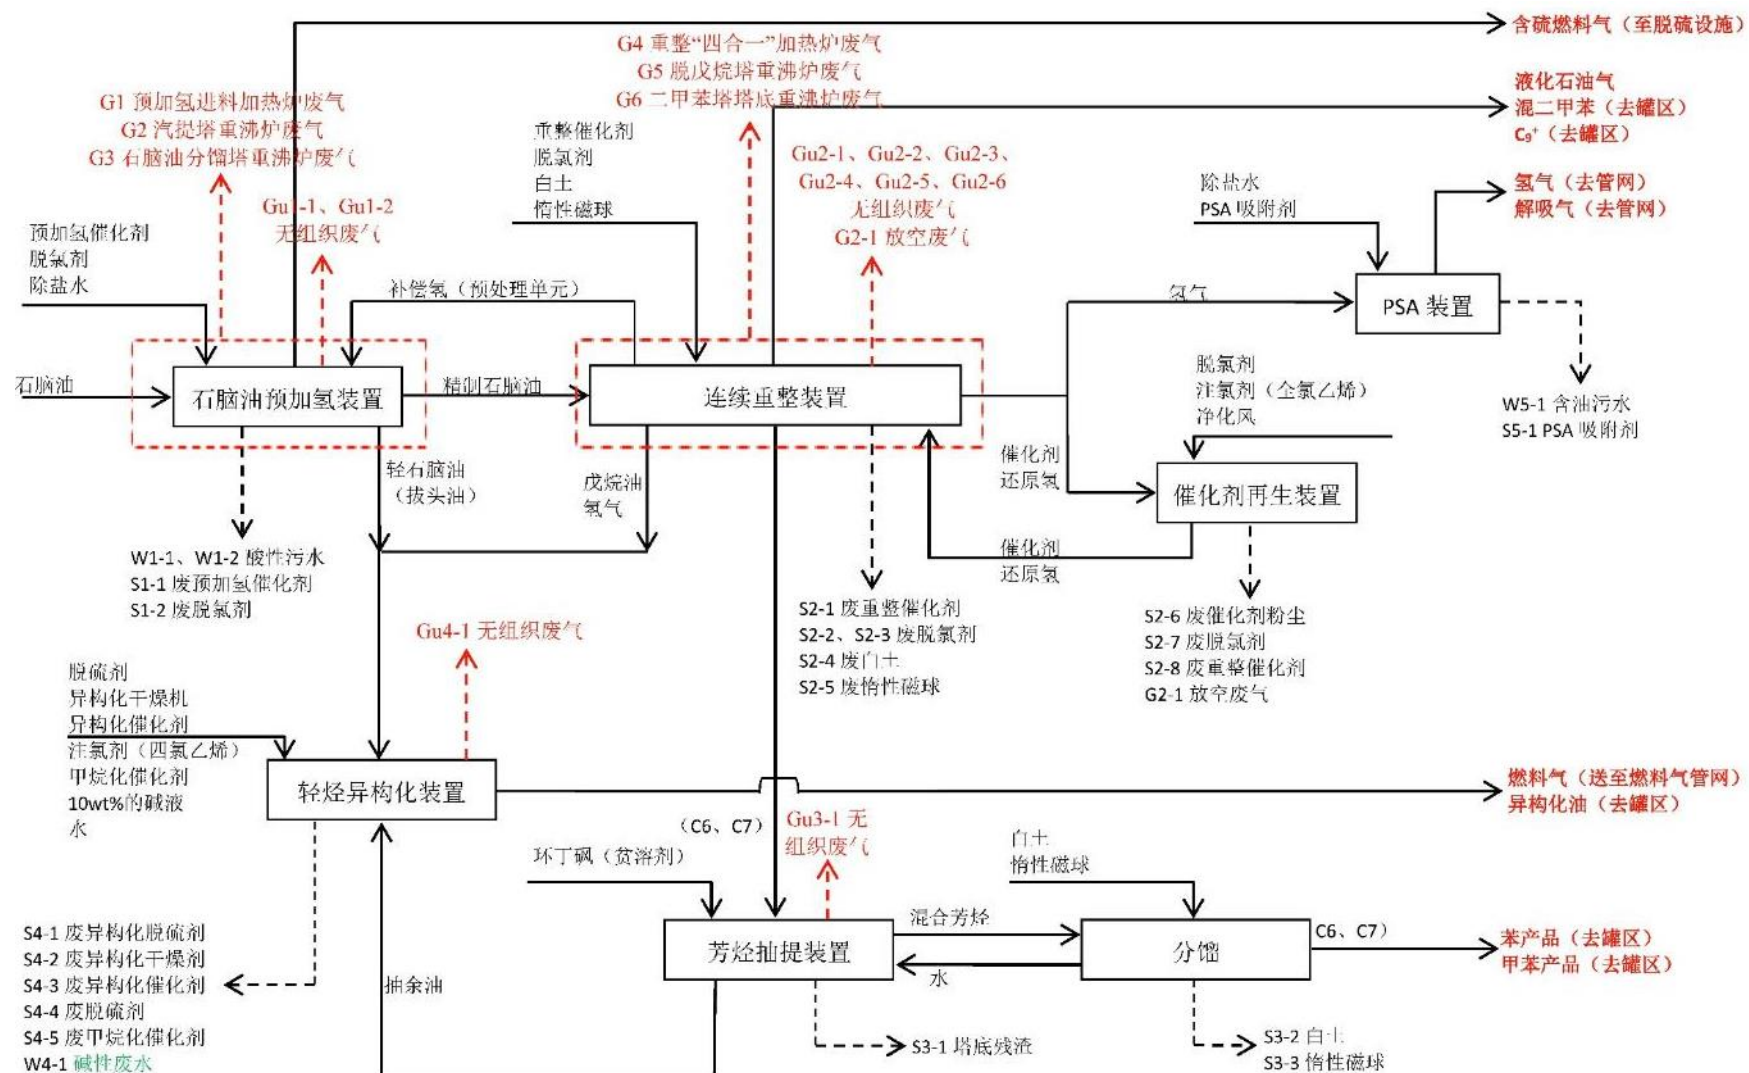 含硫燃料气（至脱硫设施）
G4 重整“四合一”加热炉废气
G5 脱戊烷塔重沸炉废气
G6 二甲苯塔塔底重沸炉废气
液化石油气
混二甲苯（去罐区）
C₉⁺（去罐区）
G1 预加氢进料加热炉废气
G2 汽提塔重沸炉废气
G3 石脑油分馏塔重沸炉废气
重整催化剂
脱氯剂
白土
惰性磁球
Gu2-1、Gu2-2、Gu2-3、
Gu2-4、Gu2-5、Gu2-6
无组织废气
G2-1 放空废气
除盐水
PSA 吸附剂
氢气（去管网）
解吸气（去管网）
Gu1-1、Gu1-2
无组织废气
预加氢催化剂
脱氯剂
除盐水
补偿氢（预处理单元）
氢气
PSA 装置
石脑油
石脑油预加氢装置
精制石脑油
连续重整装置
脱氯剂
注氯剂（全氯乙烯）
净化风
W5-1 含油污水
S5-1 PSA 吸附剂
轻石脑油
（拔头油）
戊烷油
氢气
催化剂
还原氢
催化剂再生装置
催化剂
还原氢
W1-1、W1-2 酸性污水
S1-1 废预加氢催化剂
S1-2 废脱氯剂
S2-1 废重整催化剂
S2-2、S2-3 废脱氯剂
S2-4 废白土
S2-5 废惰性磁球
S2-6 废催化剂粉尘
S2-7 废脱氯剂
S2-8 废重整催化剂
G2-1 放空废气
Gu4-1 无组织废气
脱硫剂
异构化干燥机
异构化催化剂
注氯剂（四氯乙烯）
甲烷化催化剂
10wt%的碱液
水
轻烃异构化装置
燃料气（送至燃料气管网）
异构化油（去罐区）
（C6、C7）
Gu3-1 无
组织废气
环丁砜（贫溶剂）
白土
惰性磁球
芳烃抽提装置
混合芳烃
水
分馏
C6、C7）
苯产品（去罐区）
甲苯产品（去罐区）
S4-1 废异构化脱硫剂
S4-2 废异构化干燥剂
S4-3 废异构化催化剂
S4-4 废脱硫剂
S4-5 废甲烷化催化剂
W4-1 碱性废水
抽余油
S3-1 塔底残渣
S3-2 白土
S3-3 惰性磁球